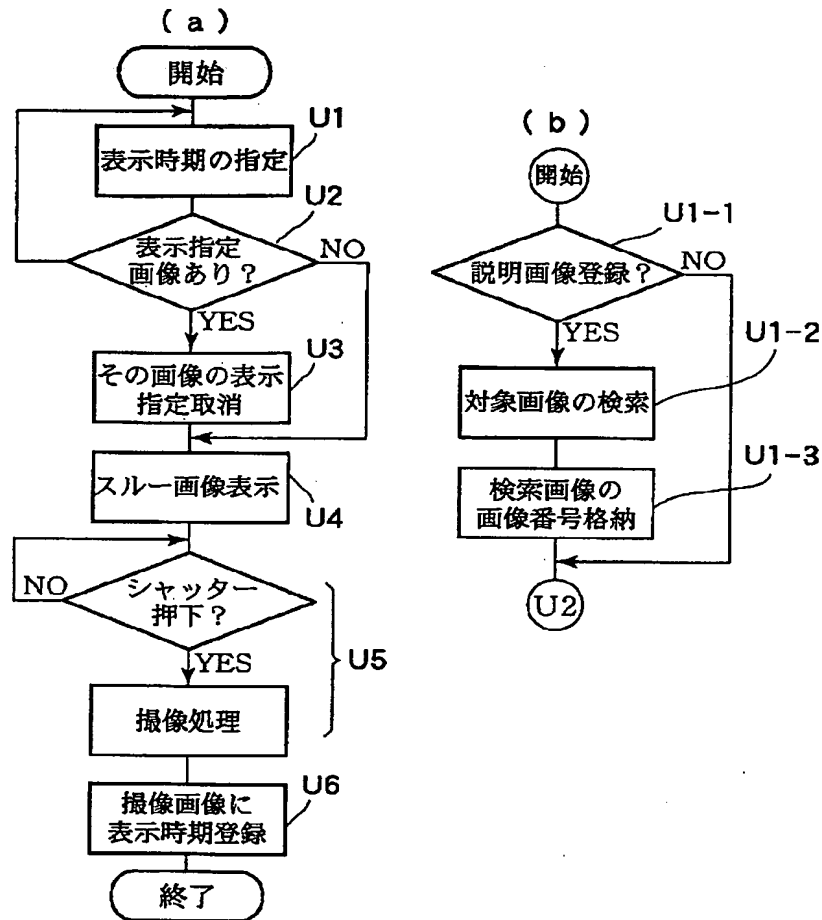 (a)
開始
U1
表示時期の指定
U2
表示指定
画像あり?
NO
YES
U3
その画像の表示
指定取消
スルー画像表示
U4
NO
シャッター
押下?
U5
YES
撮像処理
U6
撮像画像に
表示時期登録
終了
(b)
開始
U1-1
説明画像登録?
NO
YES
U1-2
対象画像の検索
U1-3
検索画像の
画像番号格納
U2